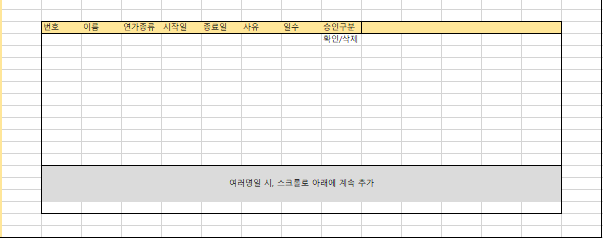 번호 이름 연가종류 시작일 종료일 사유 일수 승인구분
확인/삭제
여러명일 시, 스크롤로 아래에 계속 추가